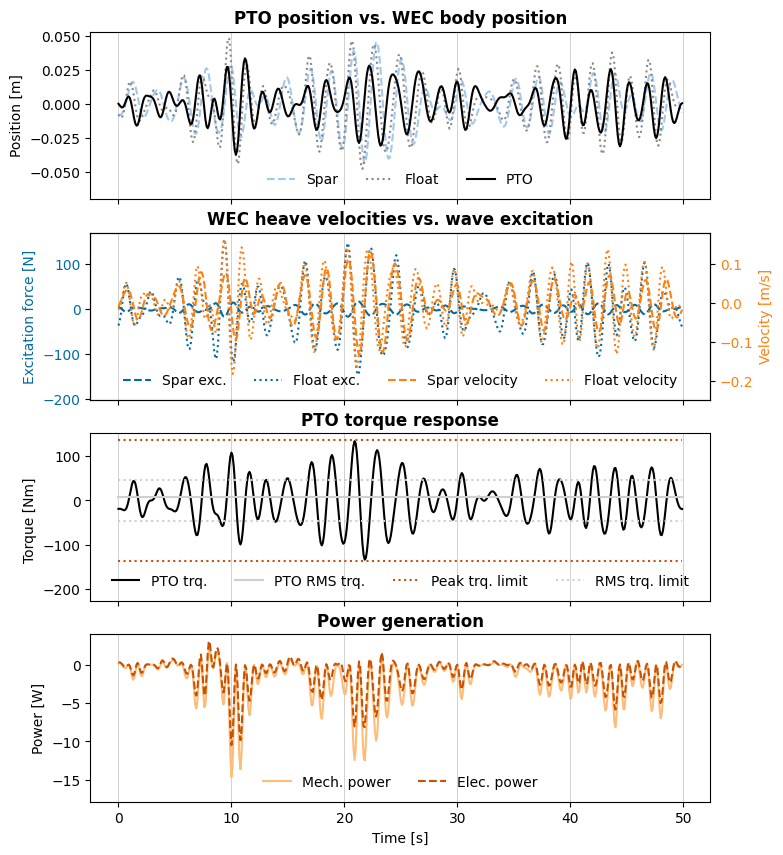 PTO position vs. WEC body position
0.050
0.025
0.000
−0.025
−0.050
Position [m]
Spar Float PTO
WEC heave velocities vs. wave excitation
100
0
−100
−200
Excitation force [N]
0.1
0.0
−0.1
−0.2
Velocity [m/s]
Spar exc. Float exc. Spar velocity Float velocity
PTO torque response
100
0
−100
−200
Torque [Nm]
PTO trq. PTO RMS trq. Peak trq. limit RMS trq. limit
Power generation
0
−5
−10
−15
Power [W]
Mech. power Elec. power
0 10 20 30 40 50
Time [s]